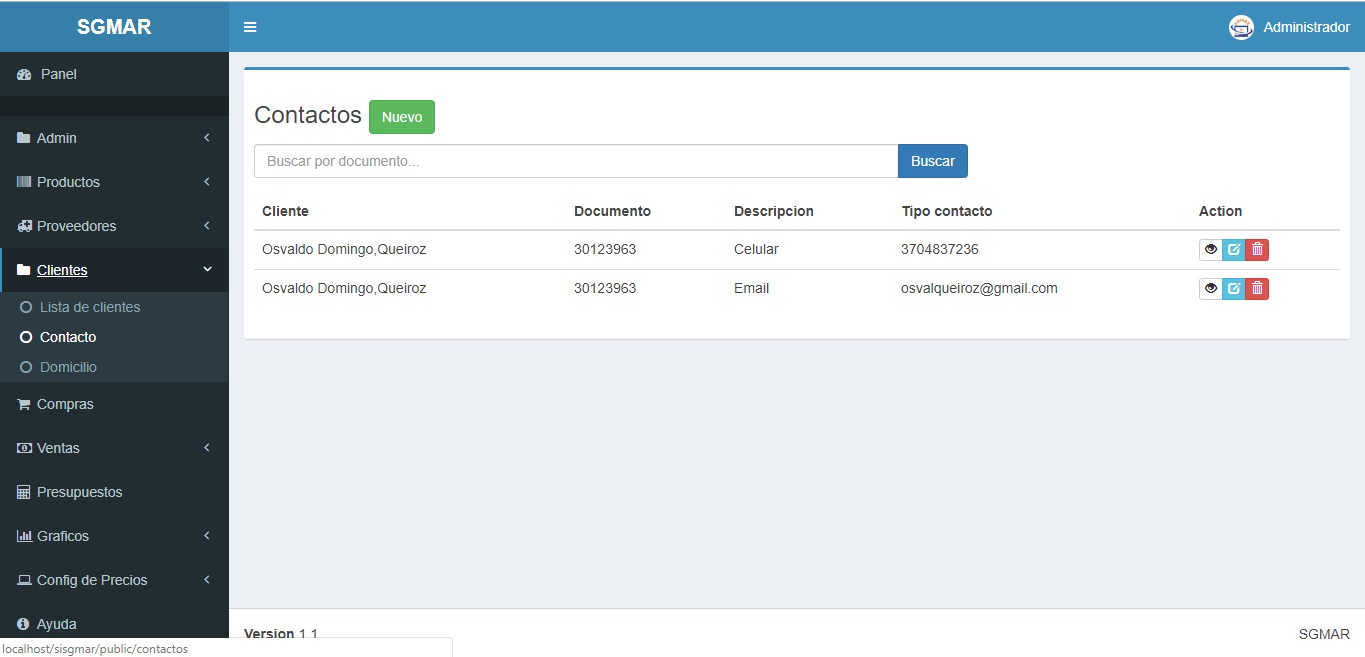 SGMAR
Administrador
Panel
Admin
Productos
Proveedores
Clientes
Lista de clientes
Contacto
Domicilio
Compras
Ventas
Presupuestos
Graficos
Config de Precios
Ayuda
Contactos Nuevo
Buscar por documento... Buscar
Cliente Documento Descripcion Tipo contacto Action
Osvaldo Domingo,Queiroz 30123963 Celular 3704837236
Osvaldo Domingo,Queiroz 30123963 Email osvalqueiroz@gmail.com
Version 1.1 SGMAR
localhost/sisgmar/public/contactos